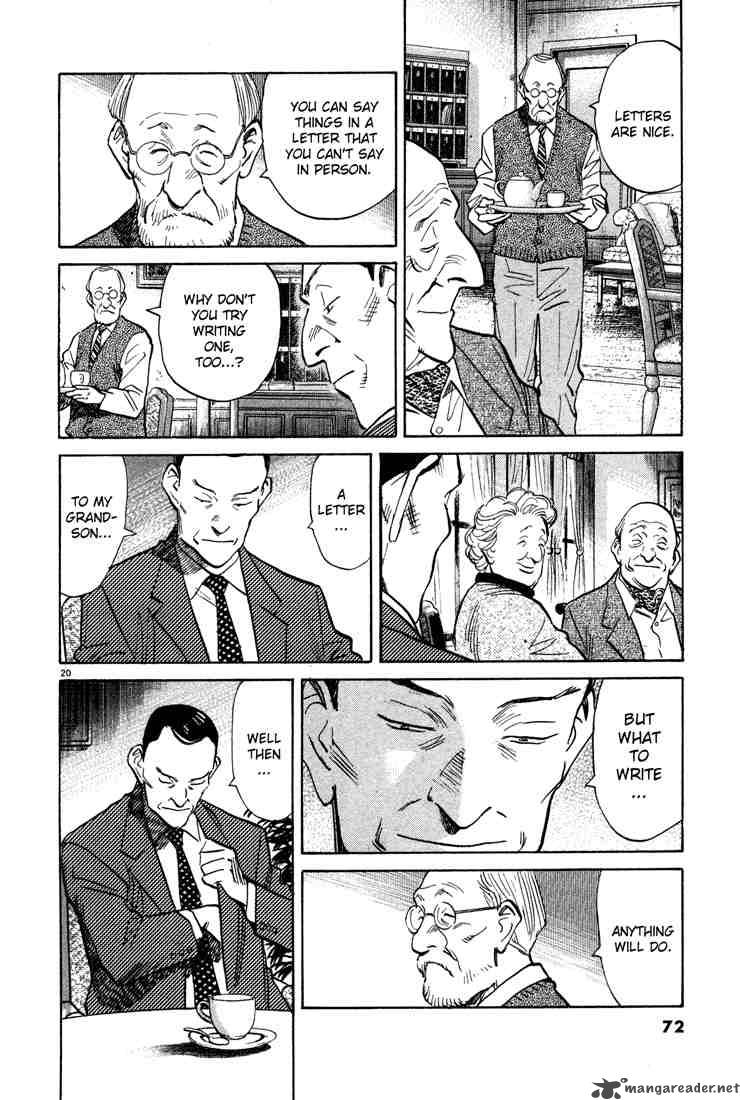 LETTERS
ARE NICE.
YOU CAN SAY
THINGS IN A
LETTER THAT
YOU CAN'T SAY
IN PERSON.
WHY DON'T
YOU TRY
WRITING
ONE,
TOO...?
A
LETTER
...
TO MY
GRAND-
SON...
20
BUT
WHAT
TO
WRITE
...
ANYTHING
WILL DO.
WELL
THEN
...
72
mangareader.net